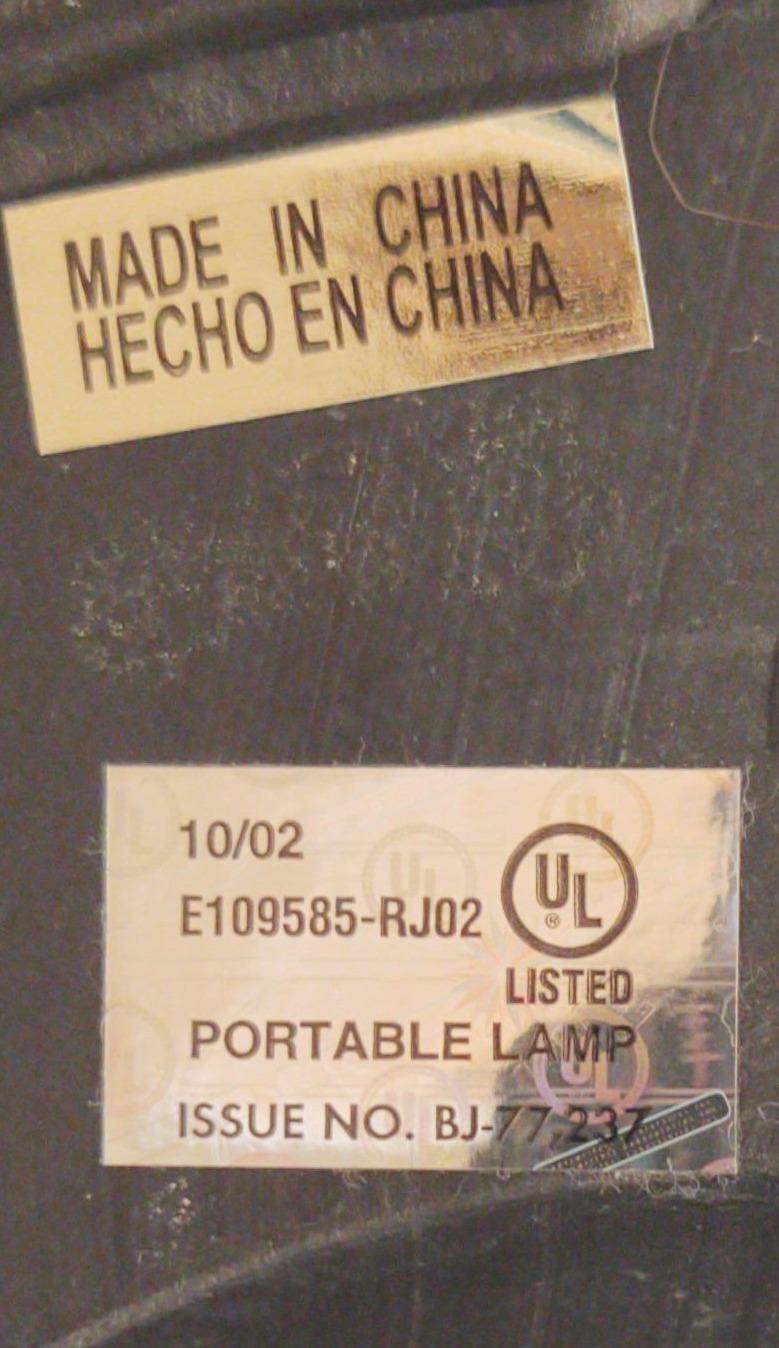 MADE IN CHINA
HECHO EN CHINA
10/02
E109585-RJ02
UL
®
LISTED
PORTABLE LAMP
ISSUE NO. BJ-77,237